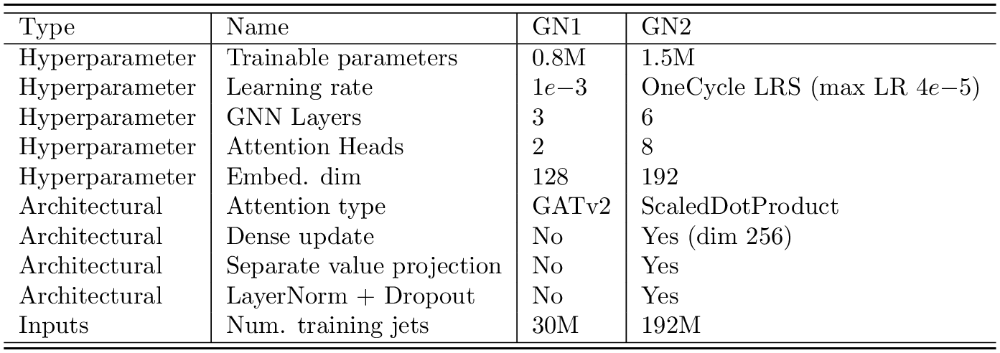 Type Name GN1 GN2
Hyperparameter Trainable parameters 0.8M 1.5M
Hyperparameter Learning rate 1e−3 OneCycle LRS (max LR 4e−5)
Hyperparameter GNN Layers 3 6
Hyperparameter Attention Heads 2 8
Hyperparameter Embed. dim 128 192
Architectural Attention type GATv2 ScaledDotProduct
Architectural Dense update No Yes (dim 256)
Architectural Separate value projection No Yes
Architectural LayerNorm + Dropout No Yes
Inputs Num. training jets 30M 192M